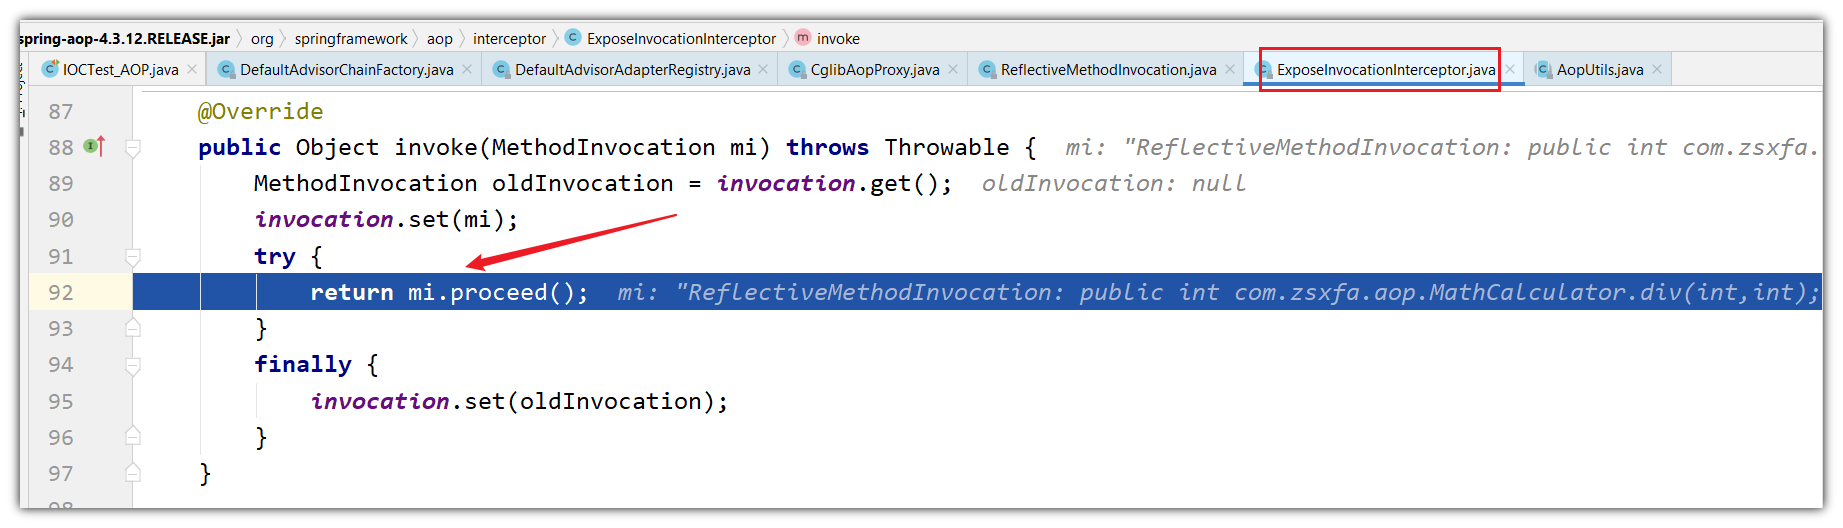 spring-aop-4.3.12.RELEASE.jar 〉 org 〉 springframework 〉 aop 〉 interceptor 〉 C ExposeInvocationInterceptor 〉 m invoke
IOCTest_AOP.java × DefaultAdvisorChainFactory.java × DefaultAdvisorAdapterRegistry.java × CglibAopProxy.java × ReflectiveMethodInvocation.java × ExposeInvocationInterceptor.java × AopUtils.java ×
87 @Override
88 public Object invoke(MethodInvocation mi) throws Throwable { mi: "ReflectiveMethodInvocation: public int com.zsxfa.
89 MethodInvocation oldInvocation = invocation.get(); oldInvocation: null
90 invocation.set(mi);
91 try {
92 return mi.proceed(); mi: "ReflectiveMethodInvocation: public int com.zsxfa.aop.MathCalculator.div(int,int);
93 }
94 finally {
95 invocation.set(oldInvocation);
96 }
97 }